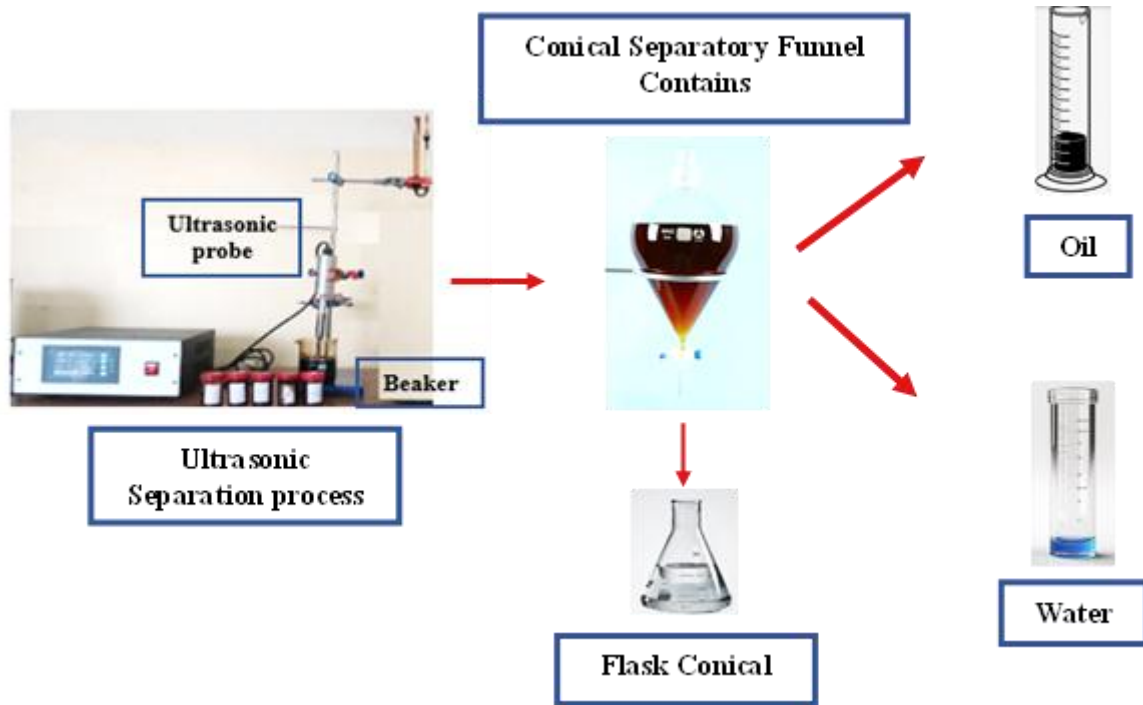 Conical Separatory Funnel
Contains
Ultrasonic
probe
Beaker
Ultrasonic
Separation process
Oil
Water
Flask Conical